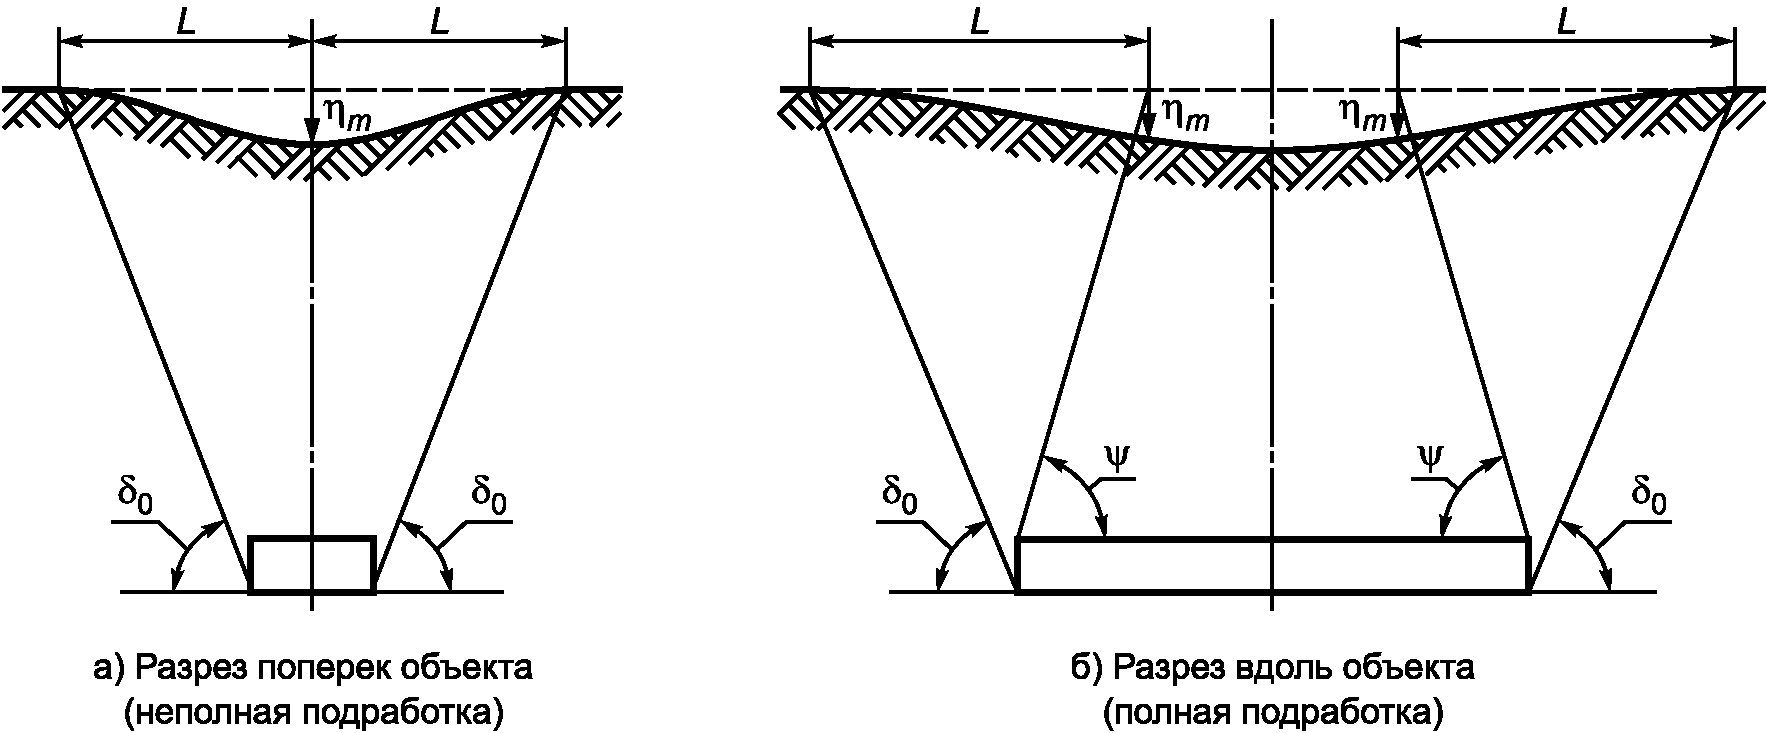 L L
L L
ηm
ηm ηm
δ0 δ0
ψ ψ
δ0 δ0
а) Разрез поперек объекта
(неполная подработка)
б) Разрез вдоль объекта
(полная подработка)